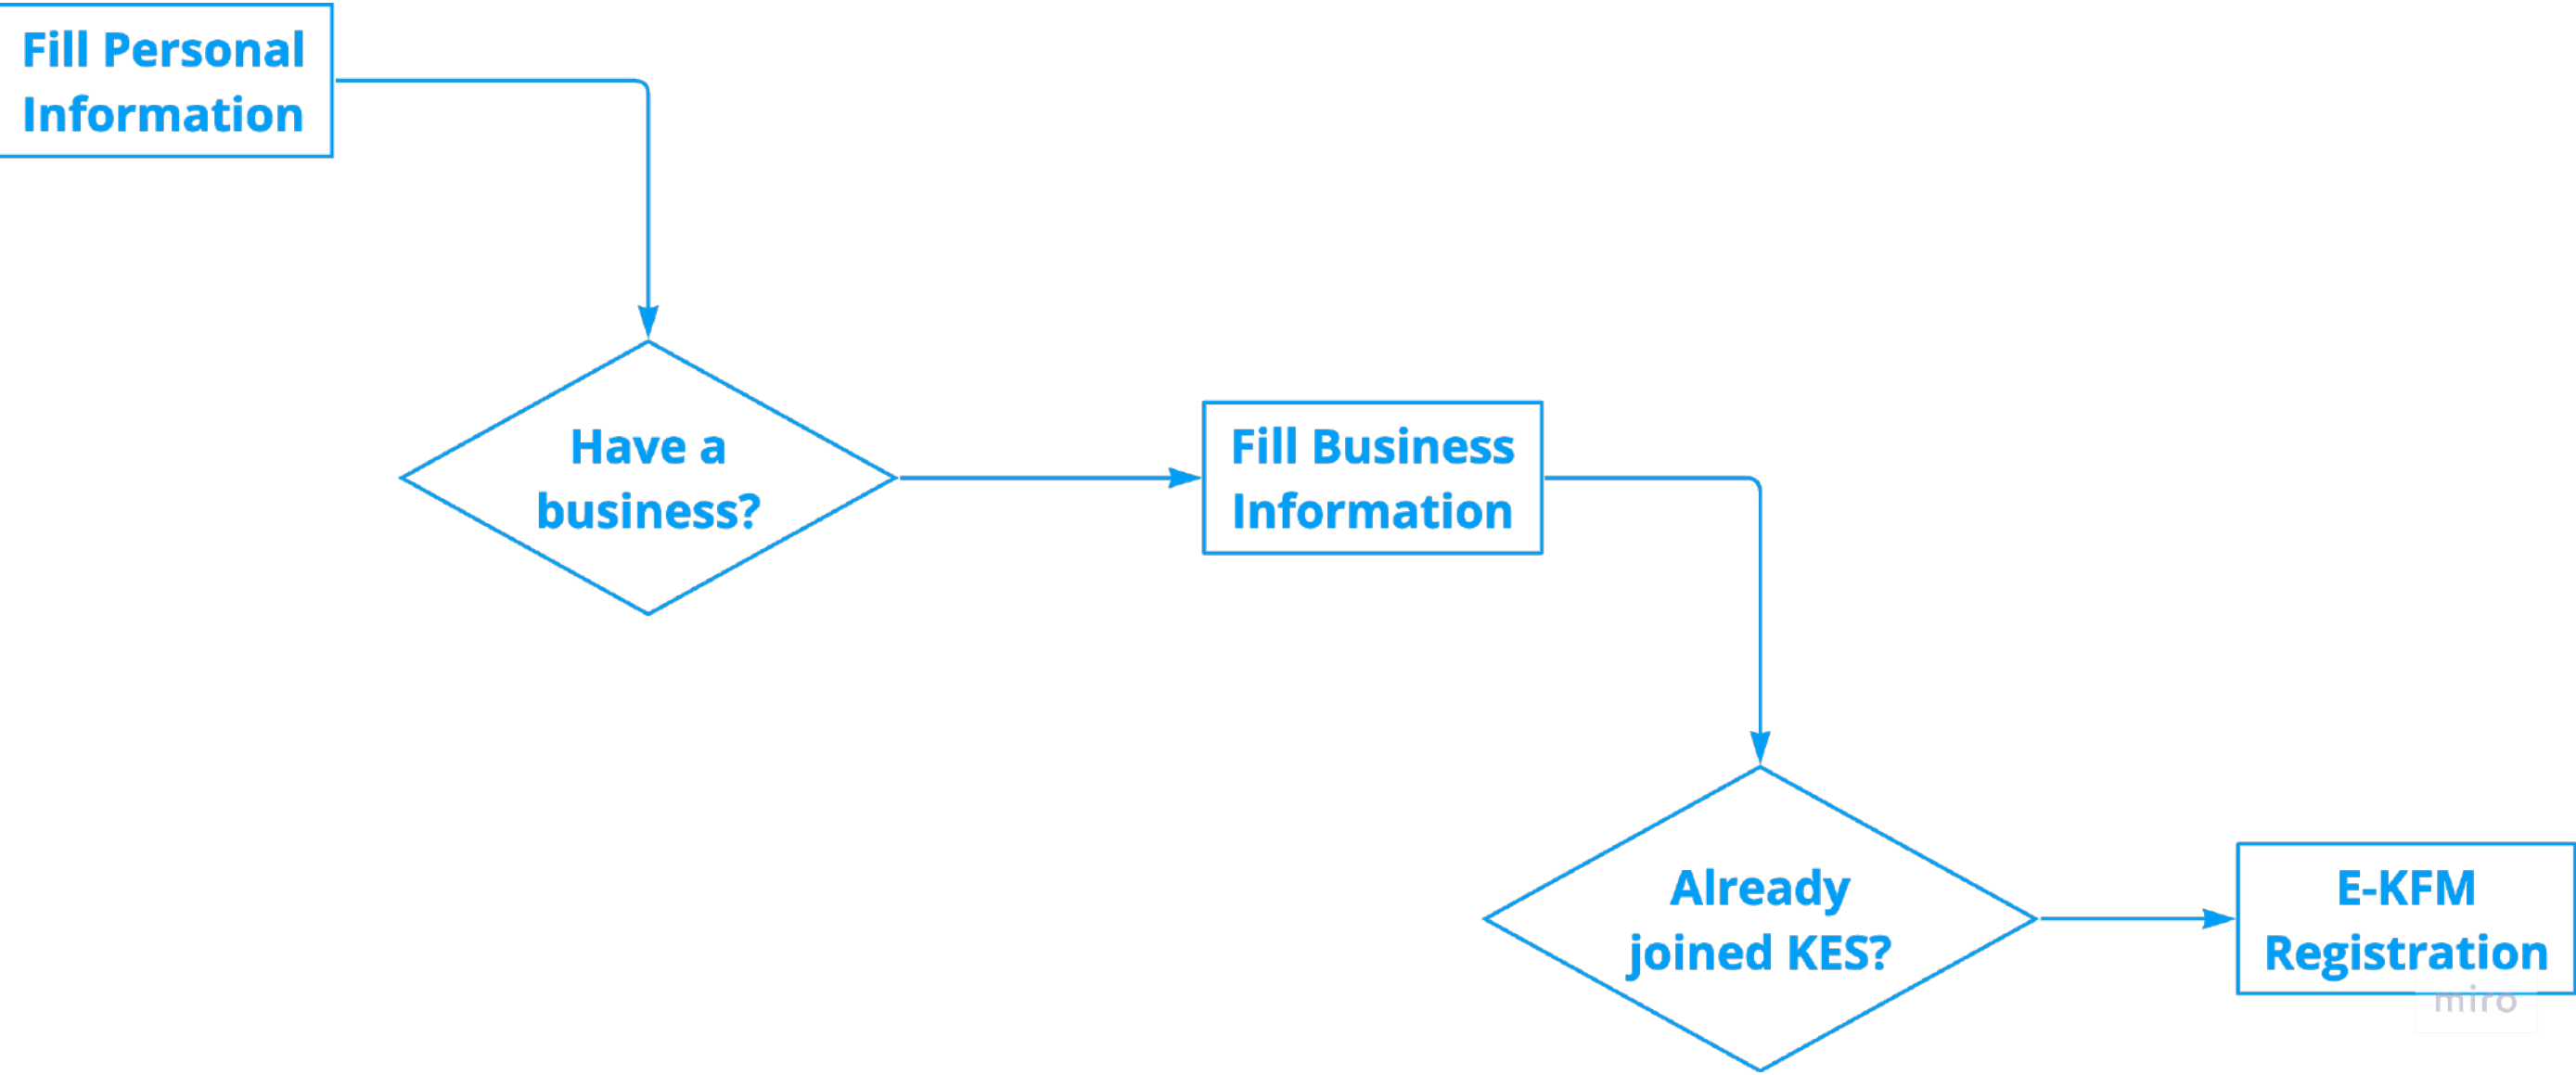 Fill Personal
Information
Have a
business?
Fill Business
Information
Already
joined KES?
E-KFM
Registration
miro